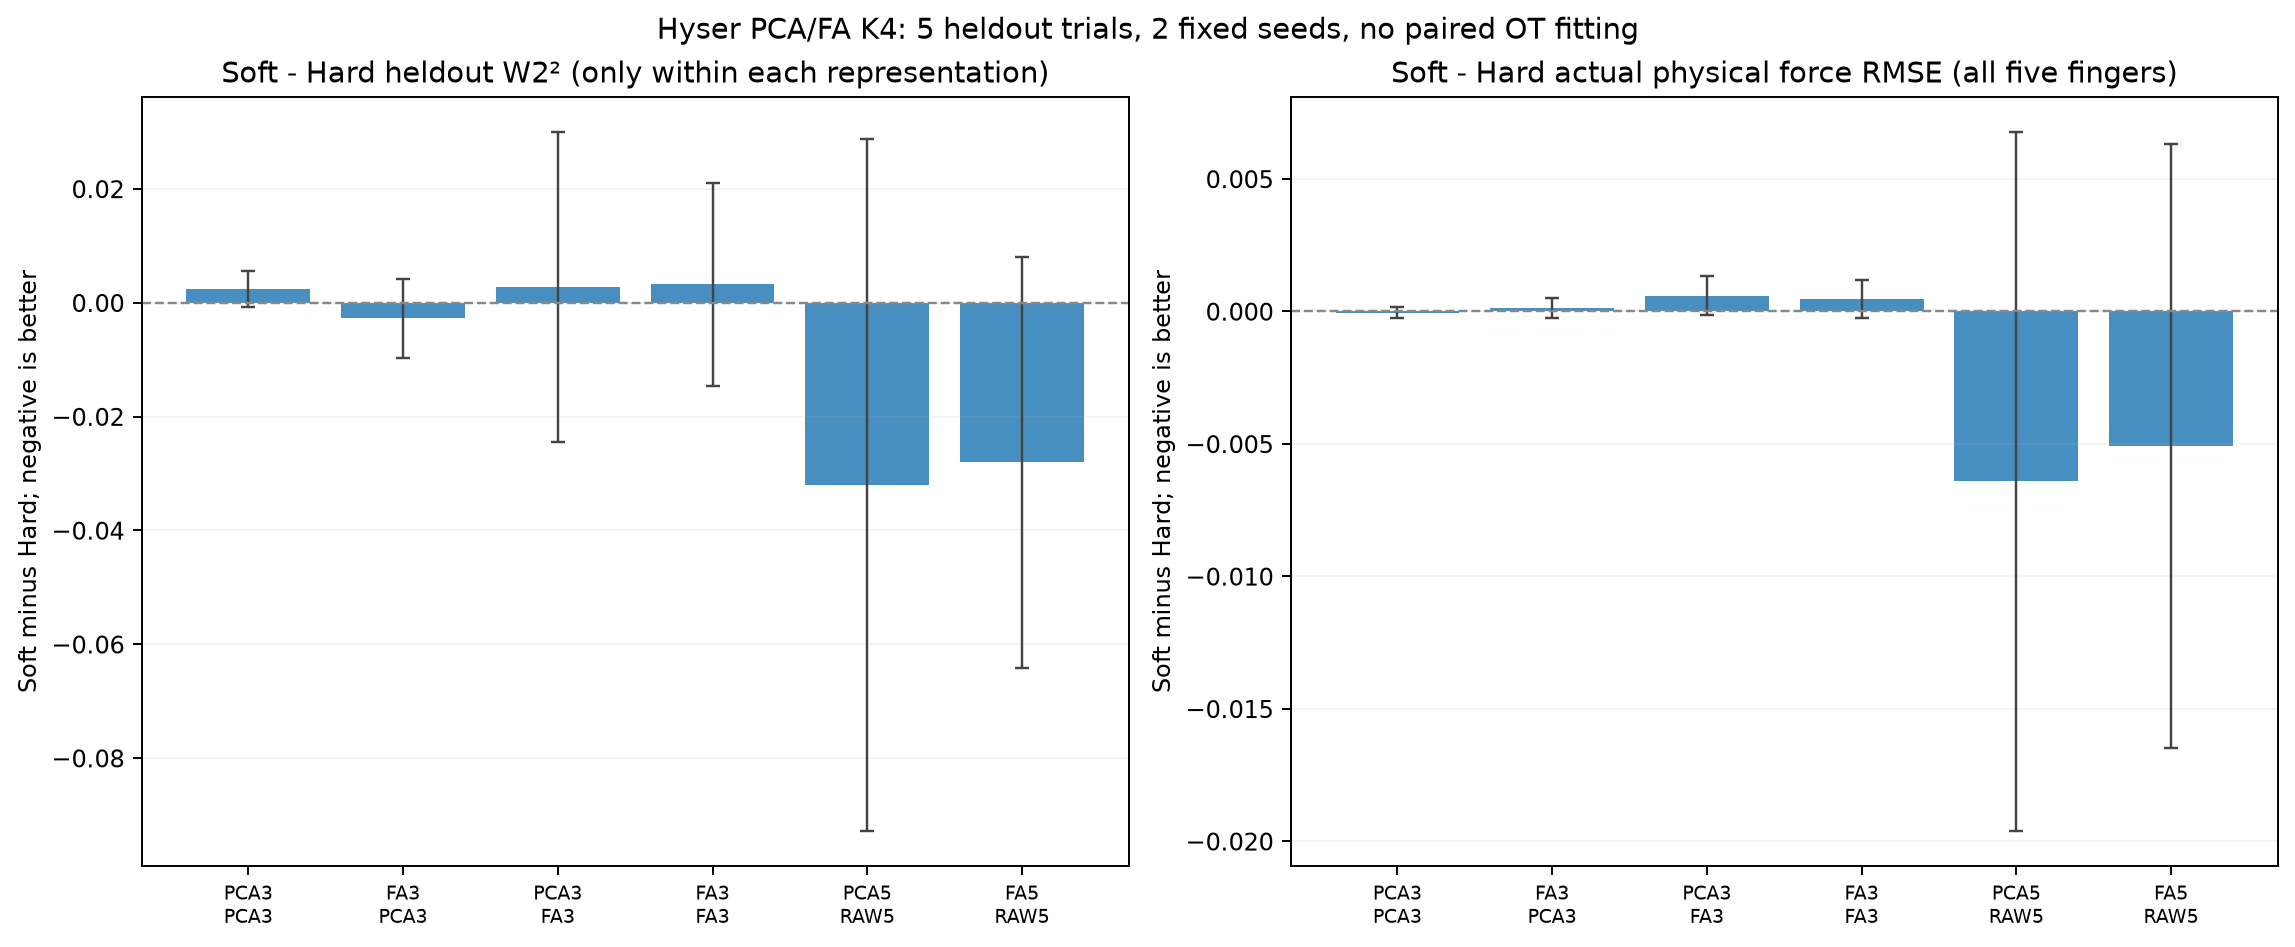 Hyser PCA/FA K4: 5 heldout trials, 2 fixed seeds, no paired OT fitting
Soft - Hard heldout W2² (only within each representation)
Soft minus Hard; negative is better
0.02
0.00
−0.02
−0.04
−0.06
−0.08
PCA3 FA3 PCA3 FA3 PCA5 FA5
PCA3 PCA3 FA3 FA3 RAW5 RAW5
Soft - Hard actual physical force RMSE (all five fingers)
Soft minus Hard; negative is better
0.005
0.000
−0.005
−0.010
−0.015
−0.020
PCA3 FA3 PCA3 FA3 PCA5 FA5
PCA3 PCA3 FA3 FA3 RAW5 RAW5